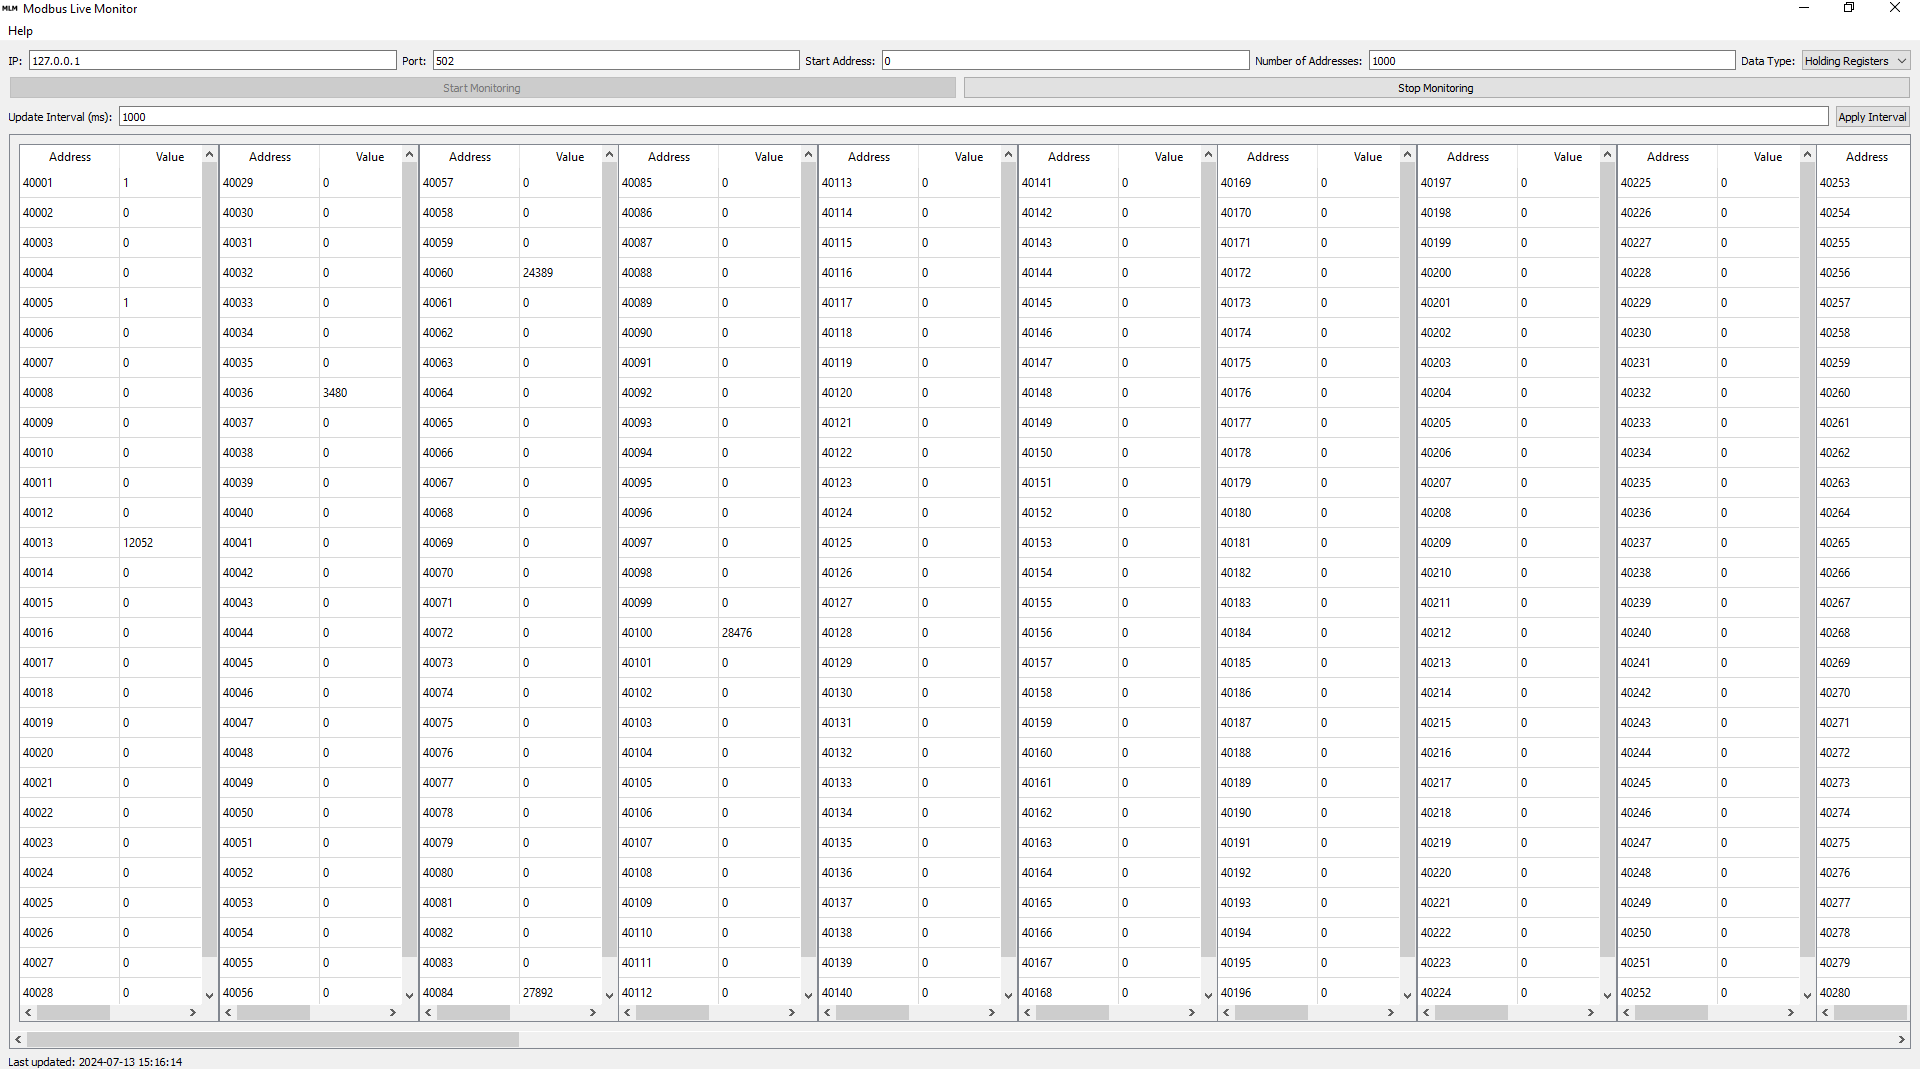 MLM Modbus Live Monitor
Help
IP: 127.0.0.1 Port: 502 Start Address: 0 Number of Addresses: 1000 Data Type: Holding Registers
Start Monitoring Stop Monitoring
Update Interval (ms): 1000 Apply Interval
Address Value Address Value Address Value Address Value Address Value Address Value Address Value Address Value Address Value Address
40001 1 40029 0 40057 0 40085 0 40113 0 40141 0 40169 0 40197 0 40225 0 40253
40002 0 40030 0 40058 0 40086 0 40114 0 40142 0 40170 0 40198 0 40226 0 40254
40003 0 40031 0 40059 0 40087 0 40115 0 40143 0 40171 0 40199 0 40227 0 40255
40004 0 40032 0 40060 24389 40088 0 40116 0 40144 0 40172 0 40200 0 40228 0 40256
40005 1 40033 0 40061 0 40089 0 40117 0 40145 0 40173 0 40201 0 40229 0 40257
40006 0 40034 0 40062 0 40090 0 40118 0 40146 0 40174 0 40202 0 40230 0 40258
40007 0 40035 0 40063 0 40091 0 40119 0 40147 0 40175 0 40203 0 40231 0 40259
40008 0 40036 3480 40064 0 40092 0 40120 0 40148 0 40176 0 40204 0 40232 0 40260
40009 0 40037 0 40065 0 40093 0 40121 0 40149 0 40177 0 40205 0 40233 0 40261
40010 0 40038 0 40066 0 40094 0 40122 0 40150 0 40178 0 40206 0 40234 0 40262
40011 0 40039 0 40067 0 40095 0 40123 0 40151 0 40179 0 40207 0 40235 0 40263
40012 0 40040 0 40068 0 40096 0 40124 0 40152 0 40180 0 40208 0 40236 0 40264
40013 12052 40041 0 40069 0 40097 0 40125 0 40153 0 40181 0 40209 0 40237 0 40265
40014 0 40042 0 40070 0 40098 0 40126 0 40154 0 40182 0 40210 0 40238 0 40266
40015 0 40043 0 40071 0 40099 0 40127 0 40155 0 40183 0 40211 0 40239 0 40267
40016 0 40044 0 40072 0 40100 28476 40128 0 40156 0 40184 0 40212 0 40240 0 40268
40017 0 40045 0 40073 0 40101 0 40129 0 40157 0 40185 0 40213 0 40241 0 40269
40018 0 40046 0 40074 0 40102 0 40130 0 40158 0 40186 0 40214 0 40242 0 40270
40019 0 40047 0 40075 0 40103 0 40131 0 40159 0 40187 0 40215 0 40243 0 40271
40020 0 40048 0 40076 0 40104 0 40132 0 40160 0 40188 0 40216 0 40244 0 40272
40021 0 40049 0 40077 0 40105 0 40133 0 40161 0 40189 0 40217 0 40245 0 40273
40022 0 40050 0 40078 0 40106 0 40134 0 40162 0 40190 0 40218 0 40246 0 40274
40023 0 40051 0 40079 0 40107 0 40135 0 40163 0 40191 0 40219 0 40247 0 40275
40024 0 40052 0 40080 0 40108 0 40136 0 40164 0 40192 0 40220 0 40248 0 40276
40025 0 40053 0 40081 0 40109 0 40137 0 40165 0 40193 0 40221 0 40249 0 40277
40026 0 40054 0 40082 0 40110 0 40138 0 40166 0 40194 0 40222 0 40250 0 40278
40027 0 40055 0 40083 0 40111 0 40139 0 40167 0 40195 0 40223 0 40251 0 40279
40028 0 40056 0 40084 27892 40112 0 40140 0 40168 0 40196 0 40224 0 40252 0 40280
Last updated: 2024-07-13 15:16:14